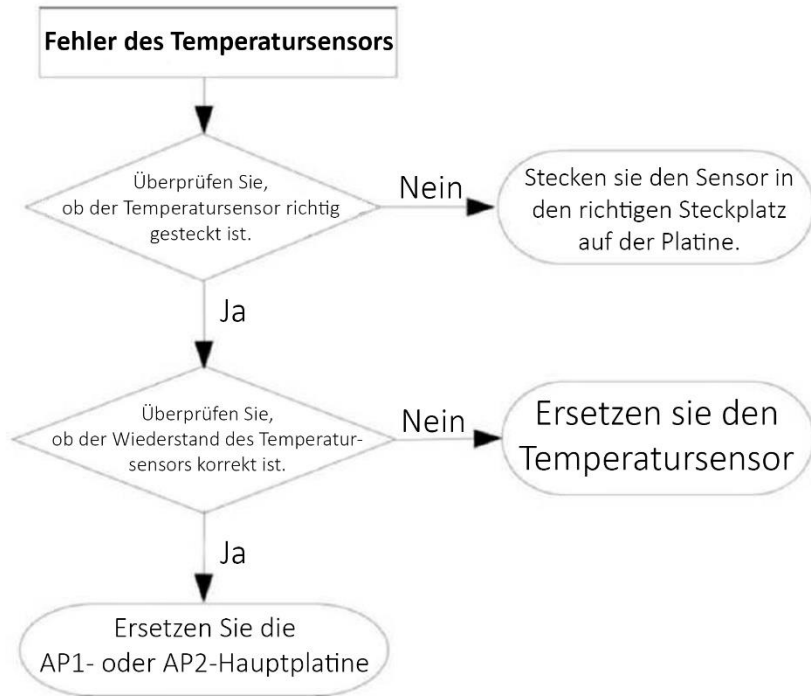 Fehler des Temperatursensors
Überprüfen Sie,
ob der Temperatursensor richtig
gesteckt ist.
Nein
Stecken sie den Sensor in
den richtigen Steckplatz
auf der Platine.
Ja
Überprüfen Sie,
ob der Wiederstand des Temperatur-
sensors korrekt ist.
Nein
Ersetzen sie den
Temperatursensor
Ja
Ersetzen Sie die
AP1- oder AP2-Hauptplatine